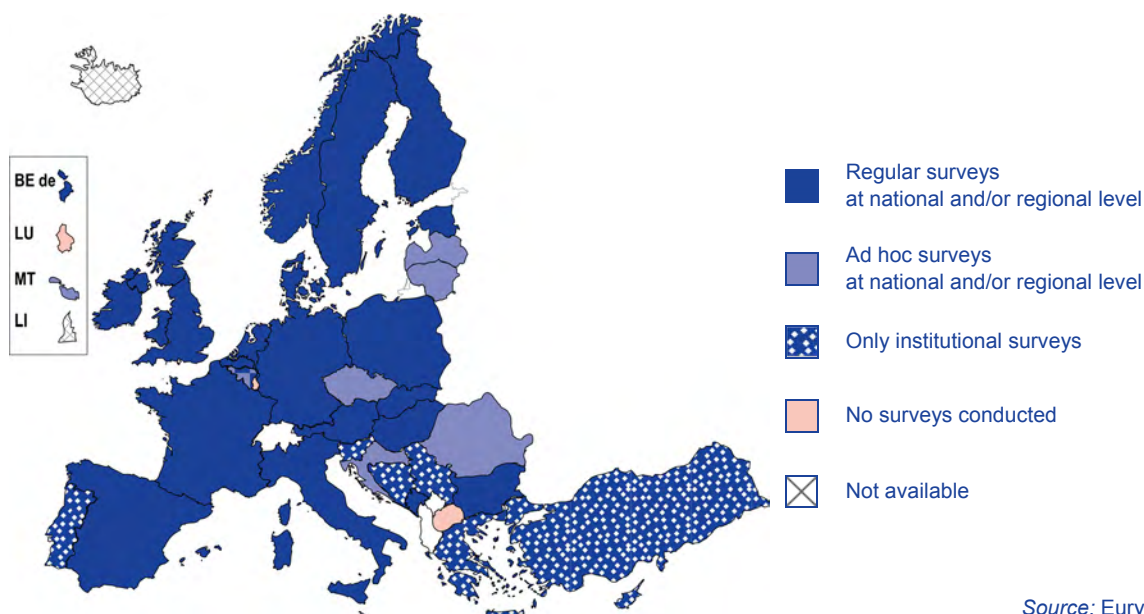 BE de
LU
MT
LI
Regular surveys
at national and/or regional level
Ad hoc surveys
at national and/or regional level
Only institutional surveys
No surveys conducted
Not available
Source: Eury